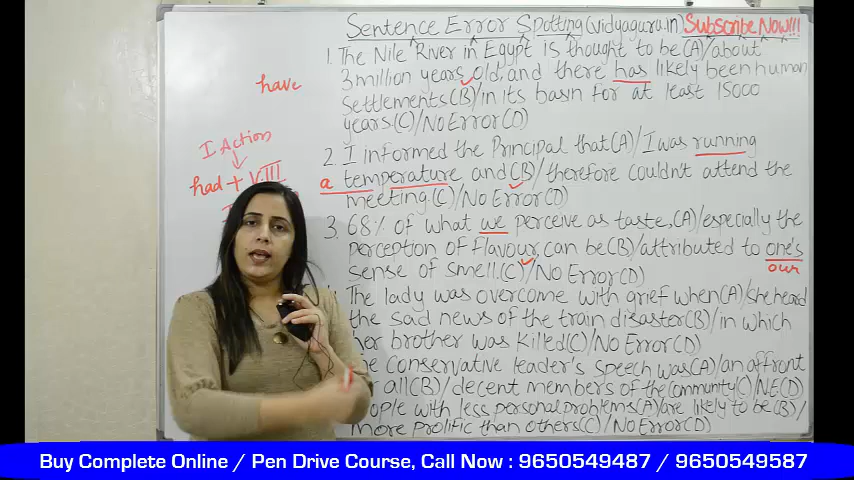 Sentence Error Spotting (vidyaguru.in) Subscribe Now!!!
1. The Nile River in Egypt is thought to be (A)/about
3 million years old, and there has likely been human
settlements (B)/in its basin for at least 15000
years.(C)/No Error(D)
2. I informed the Principal that (A)/I was running
a temperature and (B)/therefore couldn't attend the
meeting.(C)/No Error(D)
3. 68% of what we perceive as taste,(A)/especially the
perception of flavour, can be (B)/attributed to one's
our
sense of smell.(C)/No Error(D)
The lady was overcome with grief when (A)/she heard
the sad news of the train disaster (B)/in which
her brother was killed (C)/No Error (D)
conservative leader's speech was (A)/an affront
all (B)/decent members of the community (C)/N E (D)
with less personal problems (A)/are likely to be (B)/
more prolific than others (C)/No Error (D)
have
I Action
had + V III
Buy Complete Online / Pen Drive Course, Call Now : 9650549487 / 9650549587